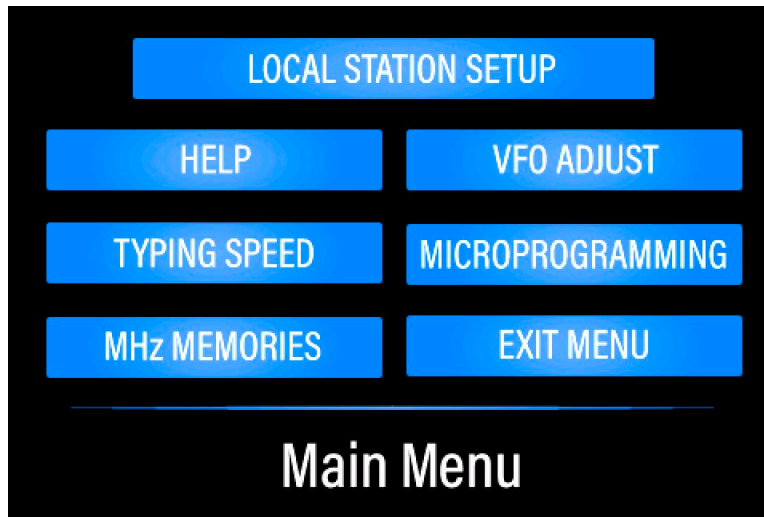 LOCAL STATION SETUP
HELP
VFO ADJUST
TYPING SPEED
MICROPROGRAMMING
MHz MEMORIES
EXIT MENU
Main Menu